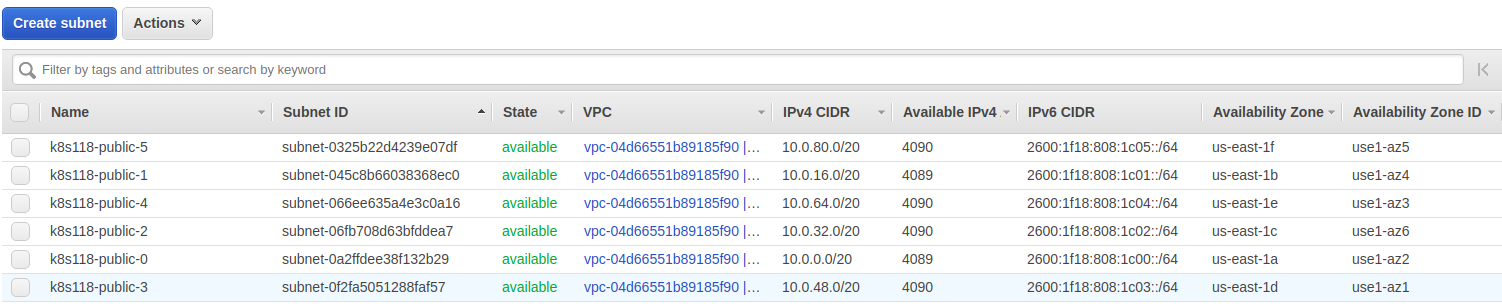 Create subnet Actions
Filter by tags and attributes or search by keyword
Name Subnet ID State VPC IPv4 CIDR Available IPv4 IPv6 CIDR Availability Zone Availability Zone ID
k8s118-public-5 subnet-0325b22d4239e07df available vpc-04d66551b89185f90 |... 10.0.80.0/20 4090 2600:1f18:808:1c05::/64 us-east-1f use1-az5
k8s118-public-1 subnet-045c8b66038368ec0 available vpc-04d66551b89185f90 |... 10.0.16.0/20 4089 2600:1f18:808:1c01::/64 us-east-1b use1-az4
k8s118-public-4 subnet-066ee635a4e3c0a16 available vpc-04d66551b89185f90 |... 10.0.64.0/20 4090 2600:1f18:808:1c04::/64 us-east-1e use1-az3
k8s118-public-2 subnet-06fb708d63bfddea7 available vpc-04d66551b89185f90 |... 10.0.32.0/20 4090 2600:1f18:808:1c02::/64 us-east-1c use1-az6
k8s118-public-0 subnet-0a2ffdee38f132b29 available vpc-04d66551b89185f90 |... 10.0.0.0/20 4089 2600:1f18:808:1c00::/64 us-east-1a use1-az2
k8s118-public-3 subnet-0f2fa5051288faf57 available vpc-04d66551b89185f90 |... 10.0.48.0/20 4090 2600:1f18:808:1c03::/64 us-east-1d use1-az1